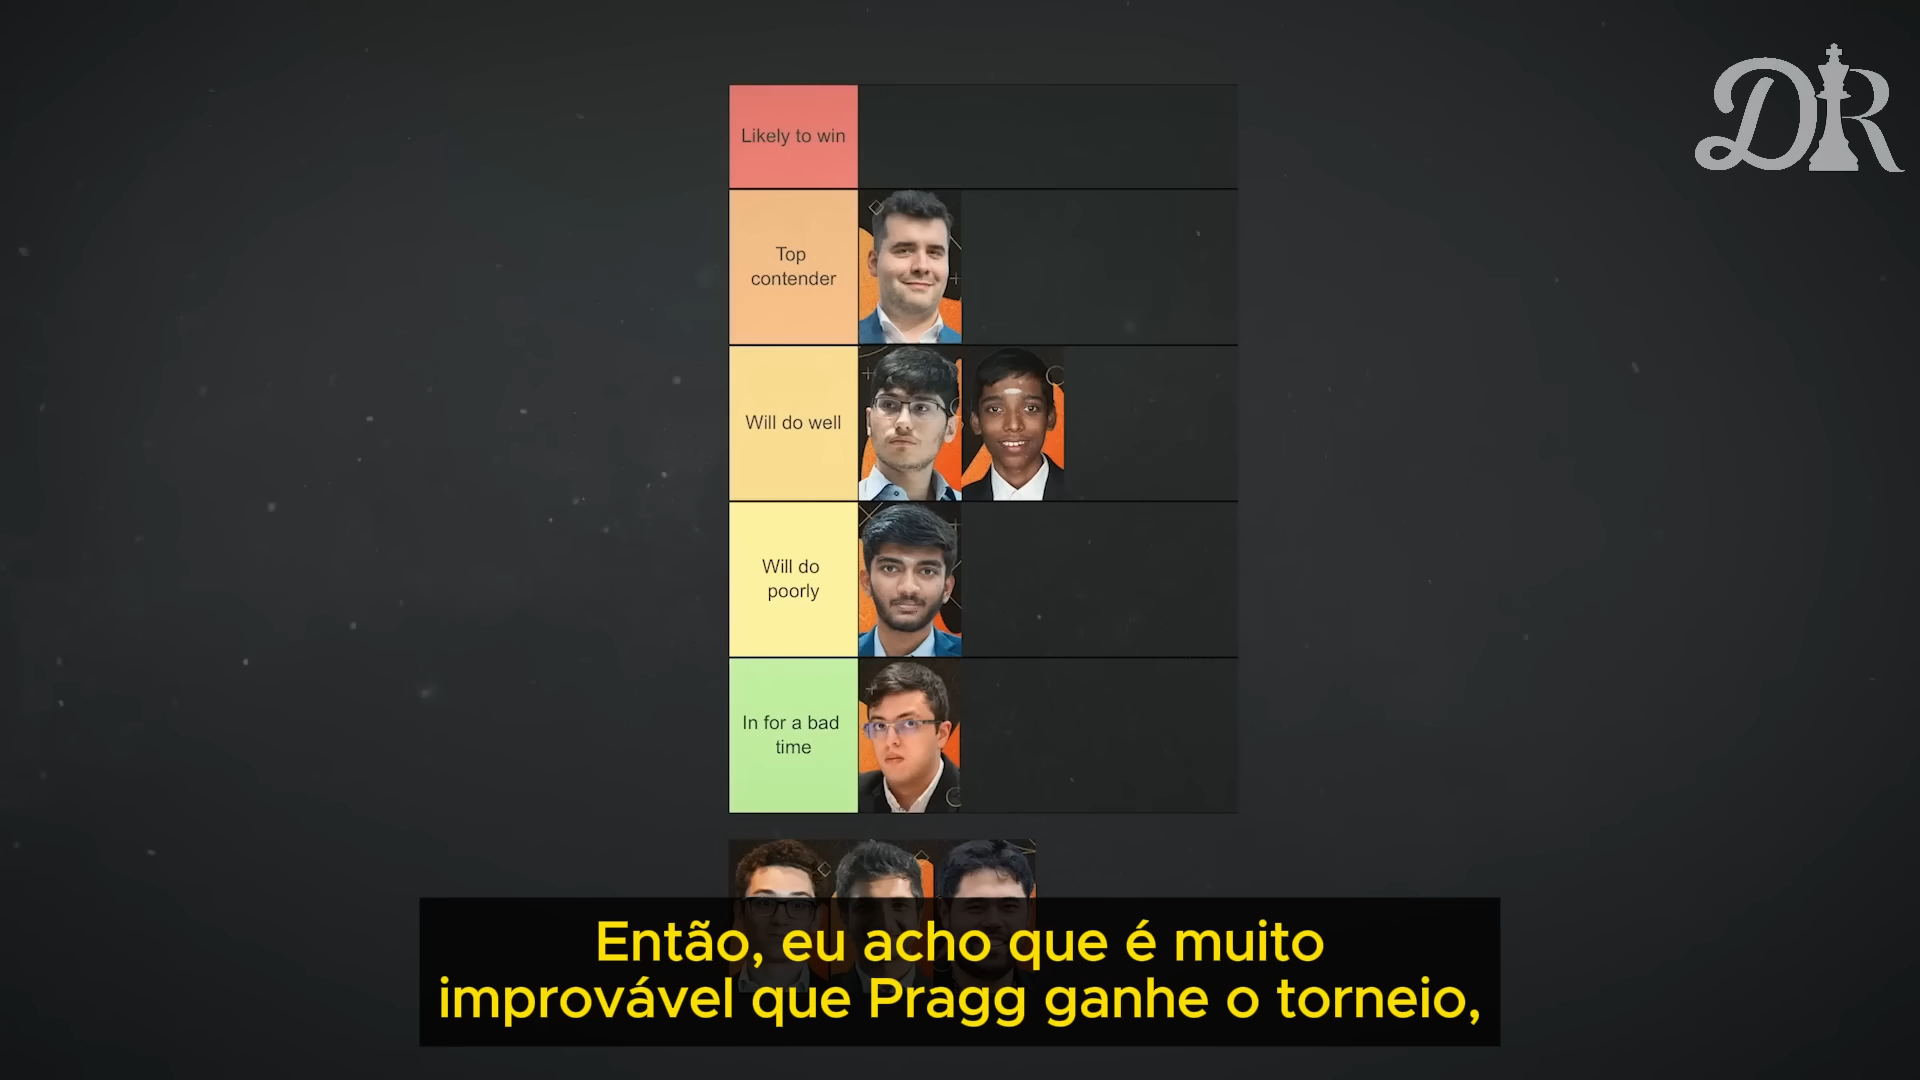 DR
Likely to win
Top
contender
Will do well
Will do
poorly
In for a bad
time
Então, eu acho que é muito
improvável que Pragg ganhe o torneio,